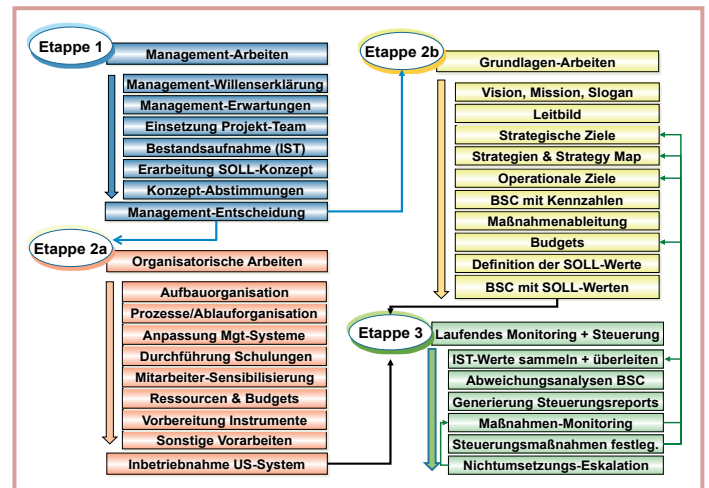 Etappe 1
Management-Arbeiten
Management-Willenserklärung
Management-Erwartungen
Einsetzung Projekt-Team
Bestandsaufnahme (IST)
Erarbeitung SOLL-Konzept
Konzept-Abstimmungen
Management-Entscheidung
Etappe 2a
Organisatorische Arbeiten
Aufbauorganisation
Prozesse/Ablauforganisation
Anpassung Mgt-Systeme
Durchführung Schulungen
Mitarbeiter-Sensibilisierung
Ressourcen & Budgets
Vorbereitung Instrumente
Sonstige Vorarbeiten
Inbetriebnahme US-System
Etappe 2b
Grundlagen-Arbeiten
Vision, Mission, Slogan
Leitbild
Strategische Ziele
Strategien & Strategy Map
Operationale Ziele
BSC mit Kennzahlen
Maßnahmenableitung
Budgets
Definition der SOLL-Werte
BSC mit SOLL-Werten
Etappe 3
Laufendes Monitoring + Steuerung
IST-Werte sammeln + überleiten
Abweichungsanalysen BSC
Generierung Steuerungsreports
Maßnahmen-Monitoring
Steuerungsmaßnahmen festleg.
Nichtumsetzungs-Eskalation